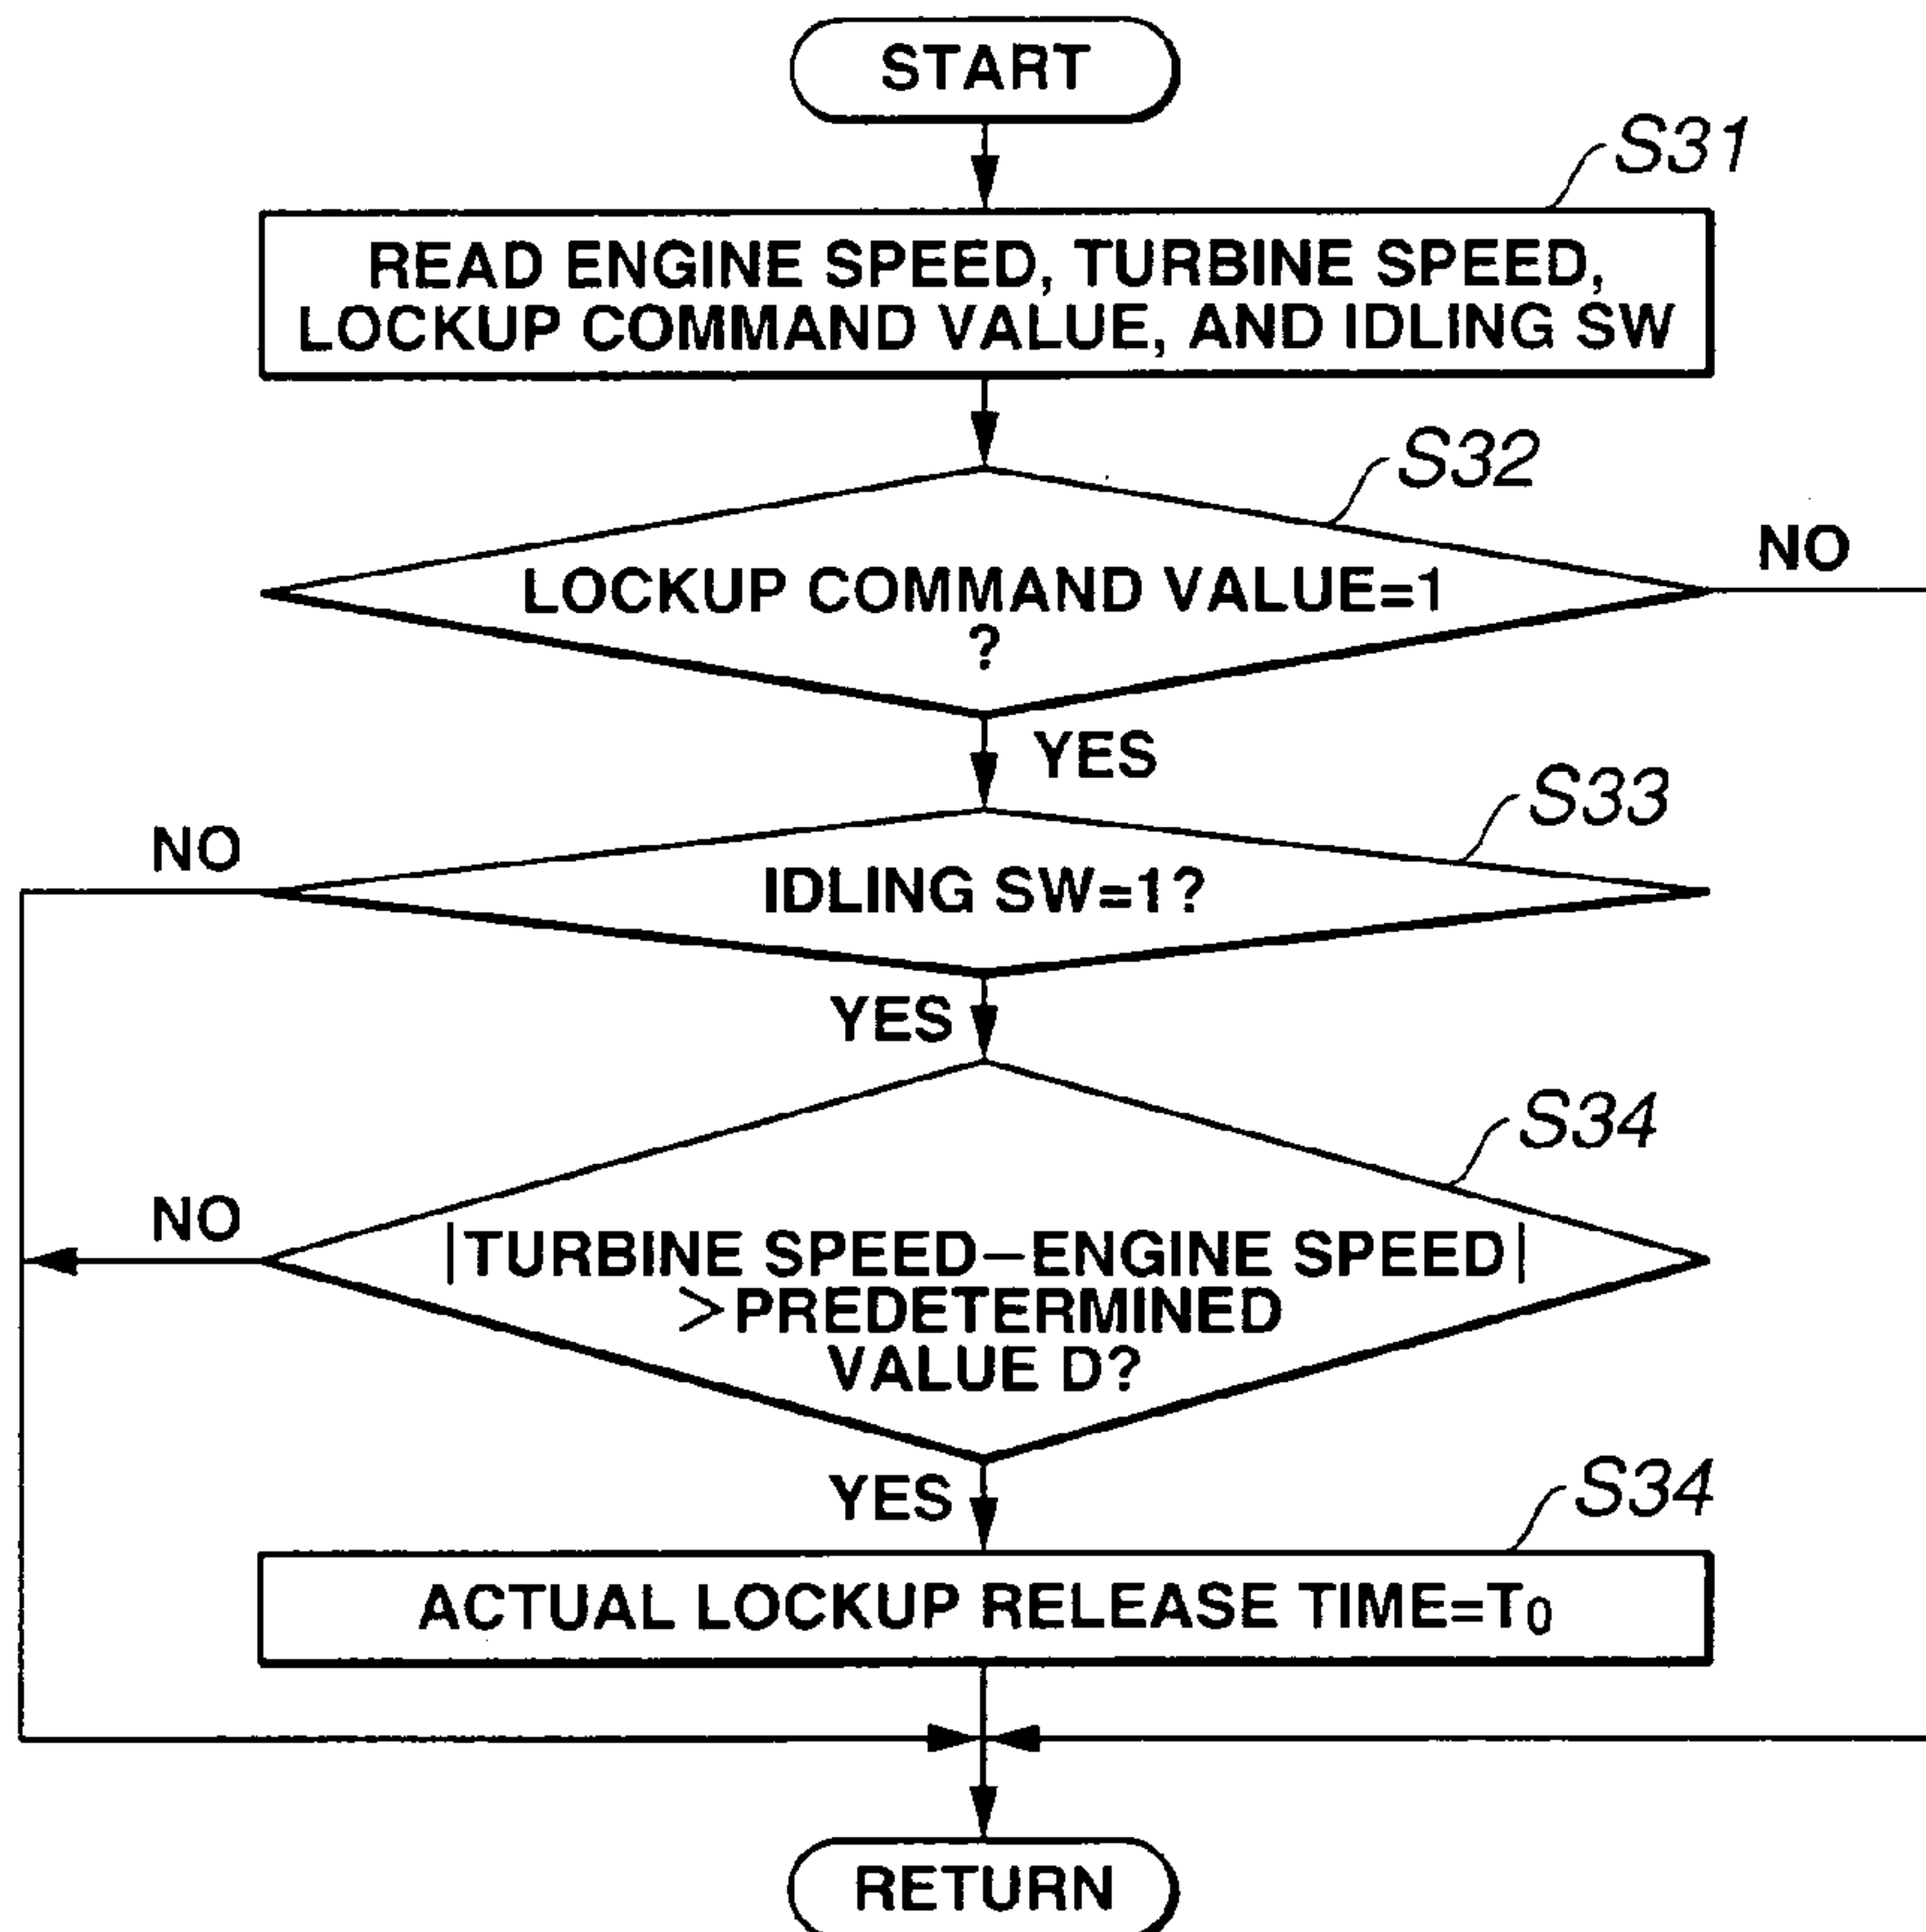 START
S31
READ ENGINE SPEED, TURBINE SPEED,
LOCKUP COMMAND VALUE, AND IDLING SW
S32
NO
LOCKUP COMMAND VALUE=1
?
YES
S33
NO
IDLING SW=1?
YES
S34
NO
|TURBINE SPEED−ENGINE SPEED|
>PREDETERMINED
VALUE D?
YES
S34
ACTUAL LOCKUP RELEASE TIME=T₀
RETURN